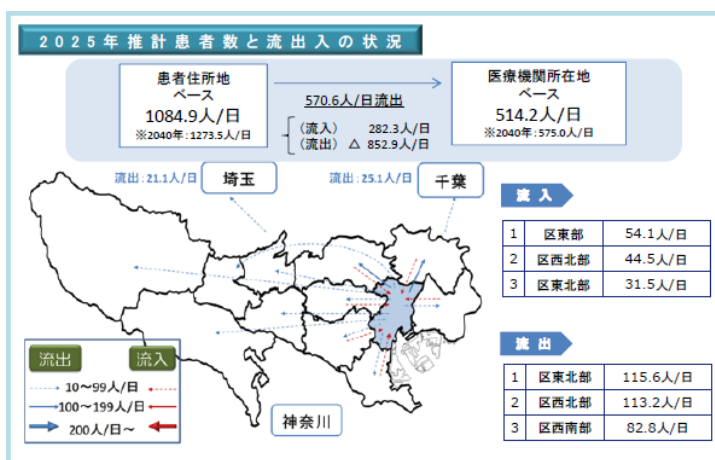 2025年推計患者数と流出入の状況
患者住所地
ベース
1084.9人/日
※2040年:1273.5人/日
570.6人/日流出
(流入) 282.3人/日
(流出) △ 852.9人/日
医療機関所在地
ベース
514.2人/日
※2040年:575.0人/日
流出:21.1人/日
埼玉
流出:25.1人/日
千葉
流入
1 区東部 54.1人/日
2 区西北部 44.5人/日
3 区東北部 31.5人/日
流出
1 区東北部 115.6人/日
2 区西北部 113.2人/日
3 区西南部 82.8人/日
流出 流入
10～99人/日
100～199人/日
200人/日～
神奈川